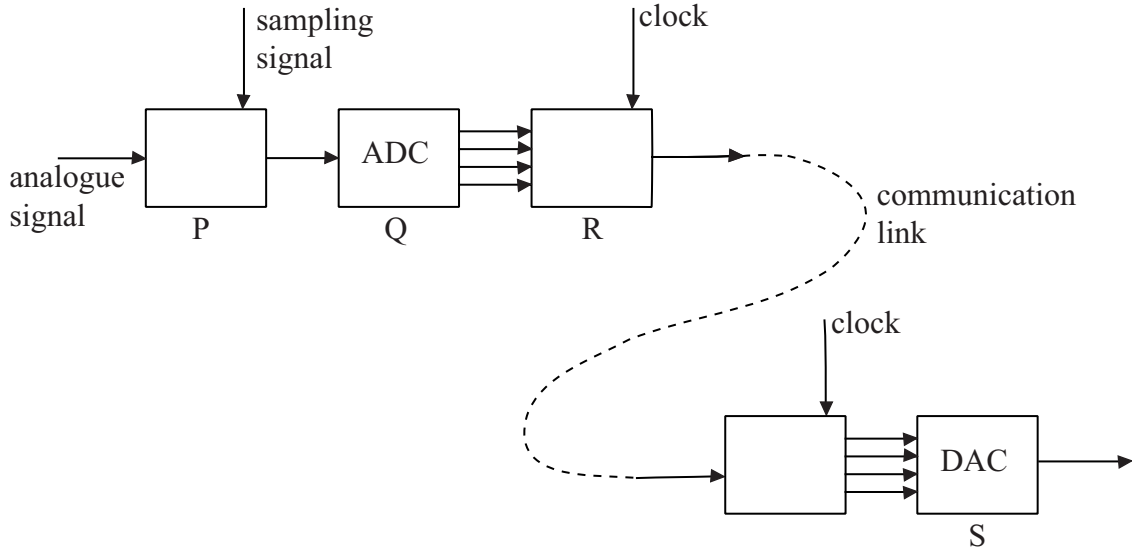 sampling
signal
clock
ADC
analogue
signal
P
Q
R
communication
link
clock
DAC
S